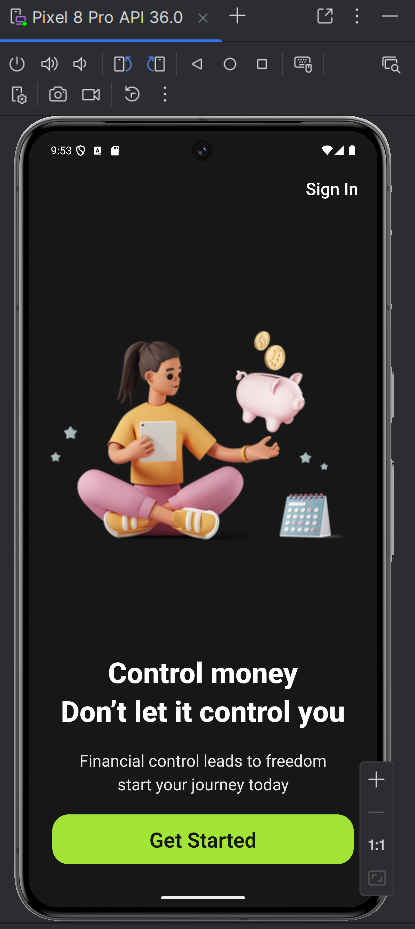 Pixel 8 Pro API 36.0
9:53
Sign In
Control money
Don’t let it control you
Financial control leads to freedom
start your journey today
Get Started
1:1